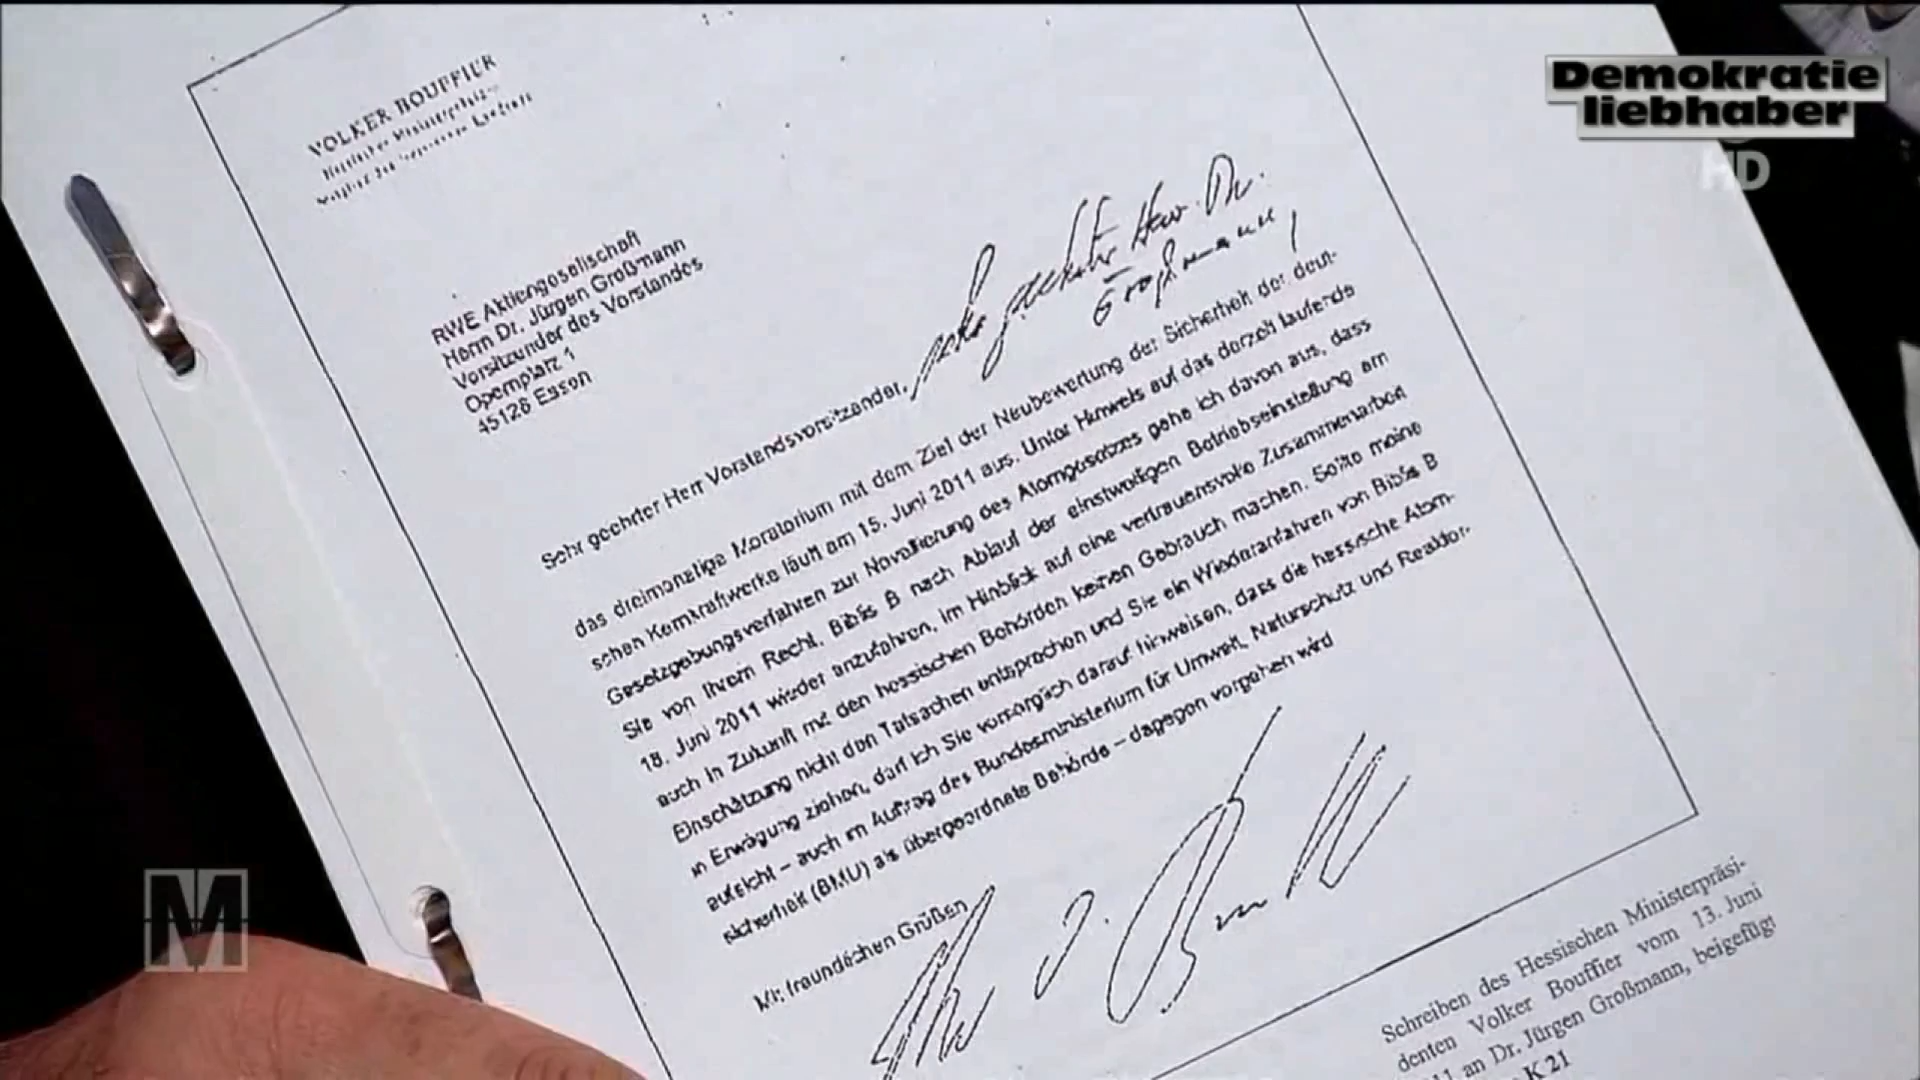 Demokratie
liebhaber
HD
VOLKER BOUFFIER
Hessischer Ministerpräsi-
RWE Aktiengesellschaft
Herrn Dr. Jürgen Großmann
Vorsitzender des Vorstandes
Opernplatz 1
45128 Essen
Sehr geehrter Herr Vorstandsvorsitzender,
sehr geehrter Herr Dr.
Großmann,
das dreimonatige Moratorium mit dem Ziel der Neubewertung der Sicherheit der deut-
schen Kernkraftwerke läuft am 15. Juni 2011 aus. Unter Hinweis auf das derzeit laufende
Gesetzgebungsverfahren zur Novellierung des Atomgesetzes gehe ich davon aus, dass
Sie von Ihrem Recht, Biblis B nach Ablauf der einstweiligen Betriebseinstellung am
18. Juni 2011 wieder anzufahren, im Hinblick auf eine vertrauensvolle Zusammenarbeit
auch in Zukunft mit den hessischen Behörden keinen Gebrauch machen. Sollte meine
Einschätzung nicht den Tatsachen entsprechen und Sie ein Wiederanfahren von Biblis B
in Erwägung ziehen, darf ich Sie vorsorglich darauf hinweisen, dass die hessische Atom-
aufsicht – auch im Auftrag des Bundesministerium für Umwelt, Naturschutz und Reaktor-
sicherheit (BMU) als übergeordnete Behörde – dagegen vorgehen wird
Mit freundlichen Grüßen
M
Schreiben des Hessischen Ministerpräsi-
denten Volker Bouffier vom 13. Juni
an Dr. Jürgen Großmann, beigefügt
K 21